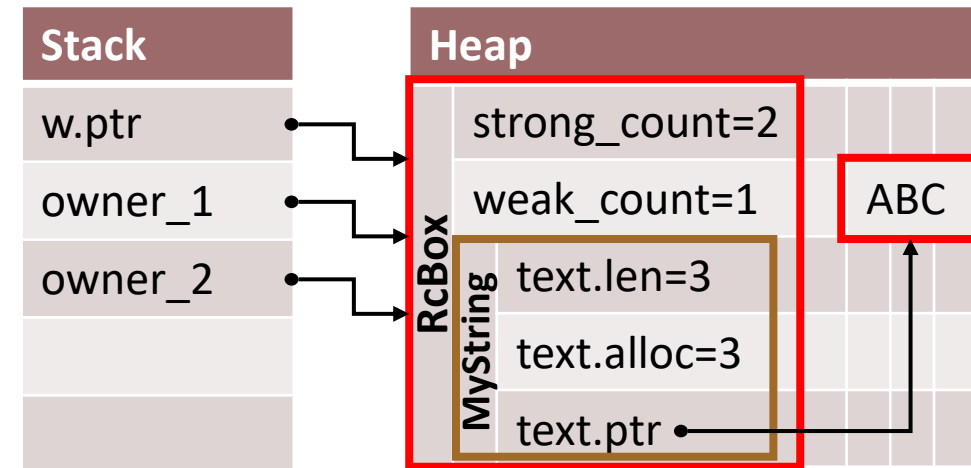 Stack
w.ptr
owner_1
owner_2
Heap
RcBox
strong_count=2
weak_count=1
MyString
text.len=3
text.alloc=3
text.ptr
ABC